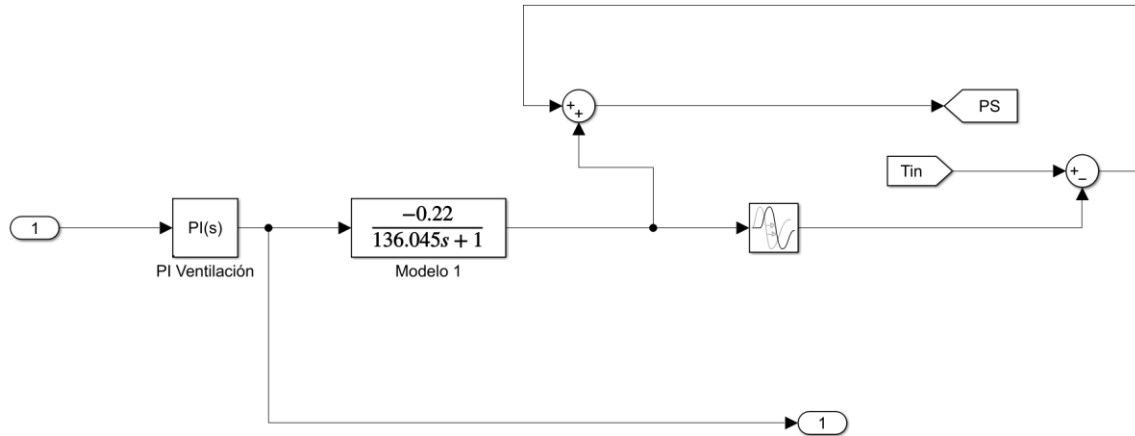 +
+
PS
Tin
+
−
1
PI(s)
−0.22
136.045s + 1
PI Ventilación
Modelo 1
1